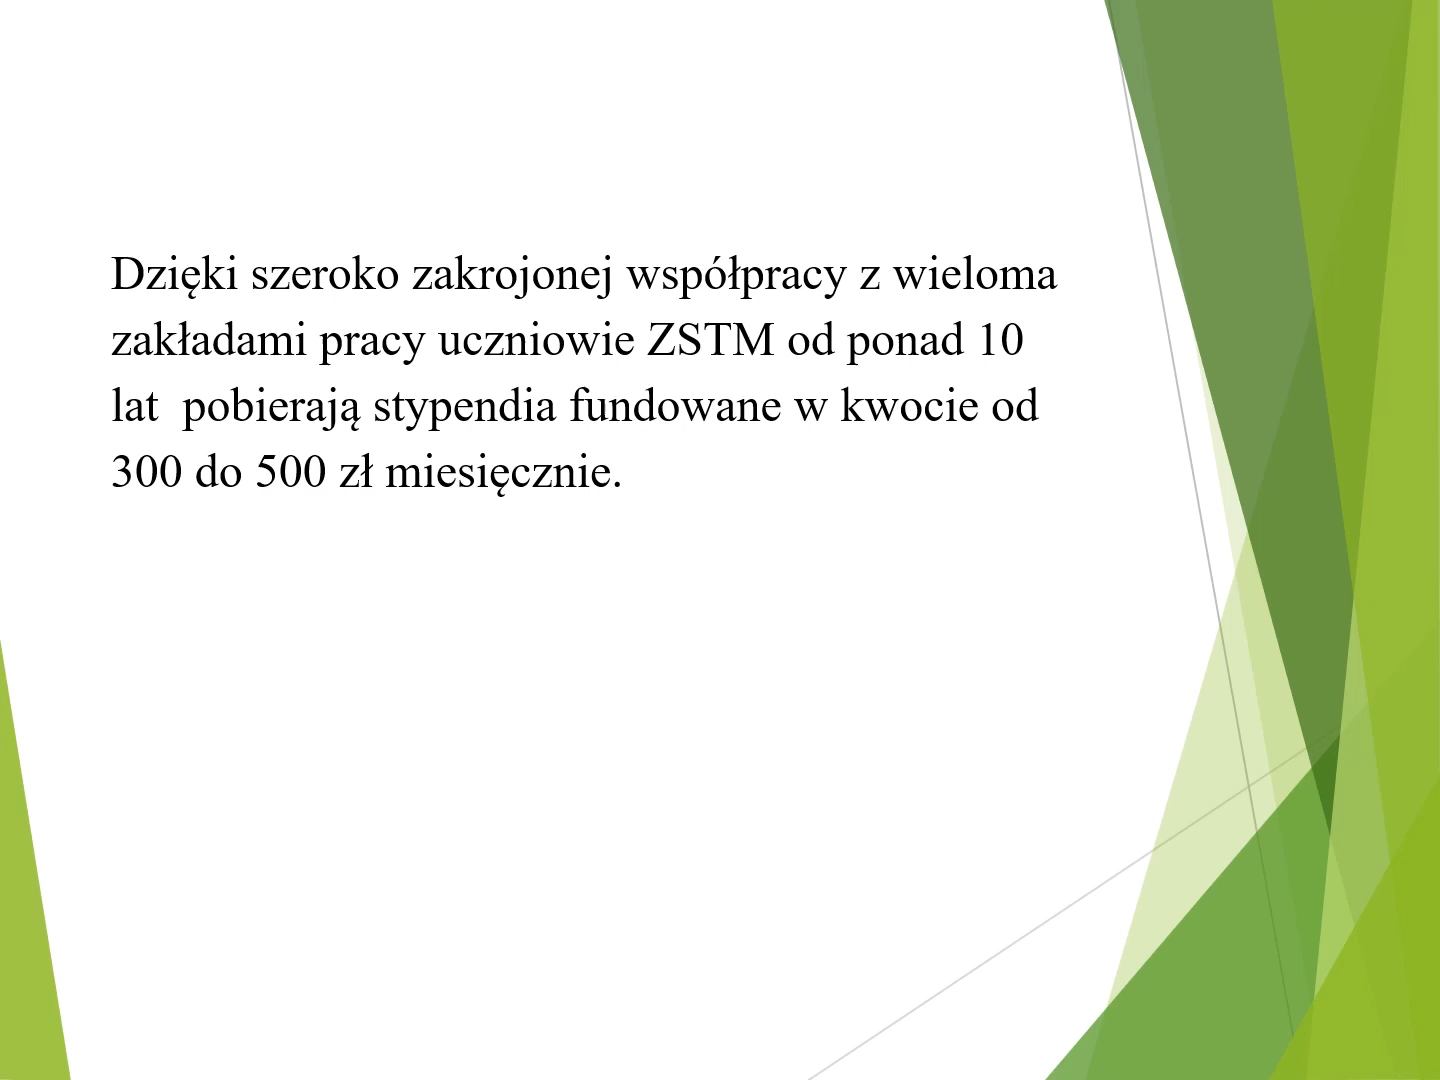 Dzięki szeroko zakrojonej współpracy z wieloma
zakładami pracy uczniowie ZSTM od ponad 10
lat  pobierają stypendia fundowane w kwocie od
300 do 500 zł miesięcznie.